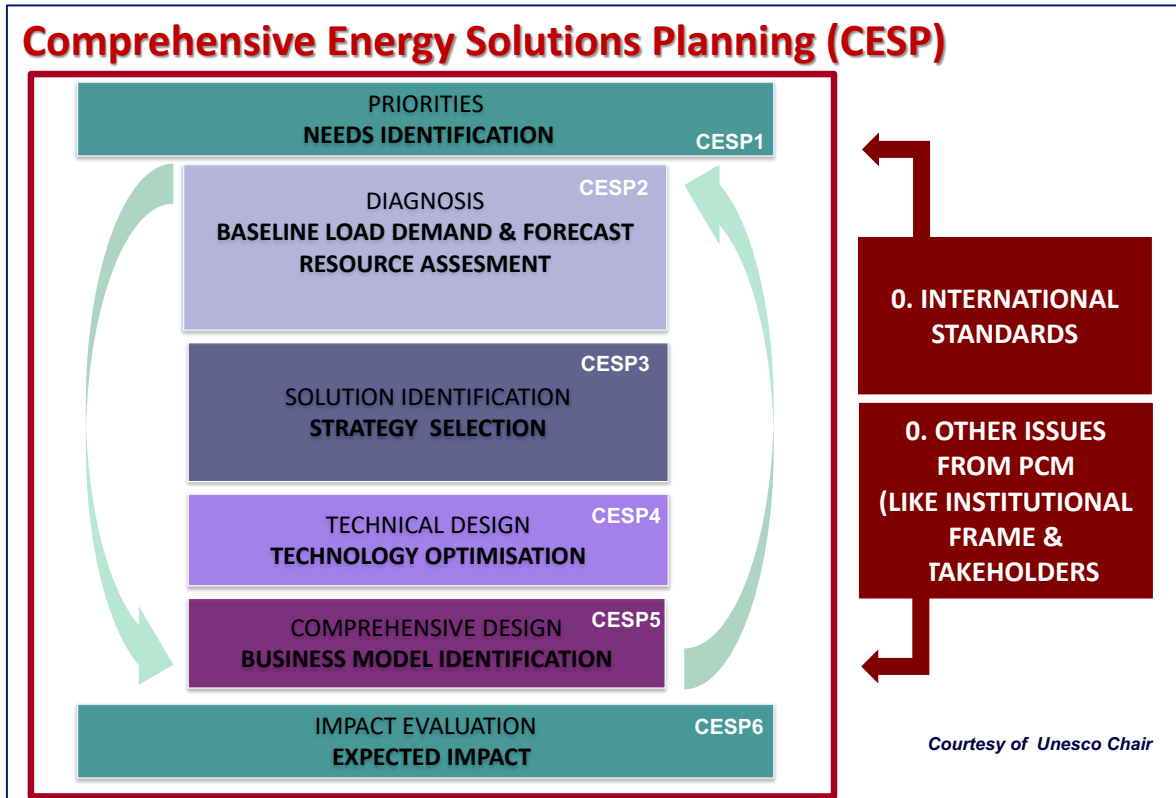 Comprehensive Energy Solutions Planning (CESP)
PRIORITIES
NEEDS IDENTIFICATION
CESP1
CESP2
DIAGNOSIS
BASELINE LOAD DEMAND & FORECAST
RESOURCE ASSESMENT
CESP3
SOLUTION IDENTIFICATION
STRATEGY SELECTION
CESP4
TECHNICAL DESIGN
TECHNOLOGY OPTIMISATION
CESP5
COMPREHENSIVE DESIGN
BUSINESS MODEL IDENTIFICATION
CESP6
IMPACT EVALUATION
EXPECTED IMPACT
0. INTERNATIONAL
STANDARDS
0. OTHER ISSUES
FROM PCM
(LIKE INSTITUTIONAL
FRAME &
TAKEHOLDERS
Courtesy of Unesco Chair